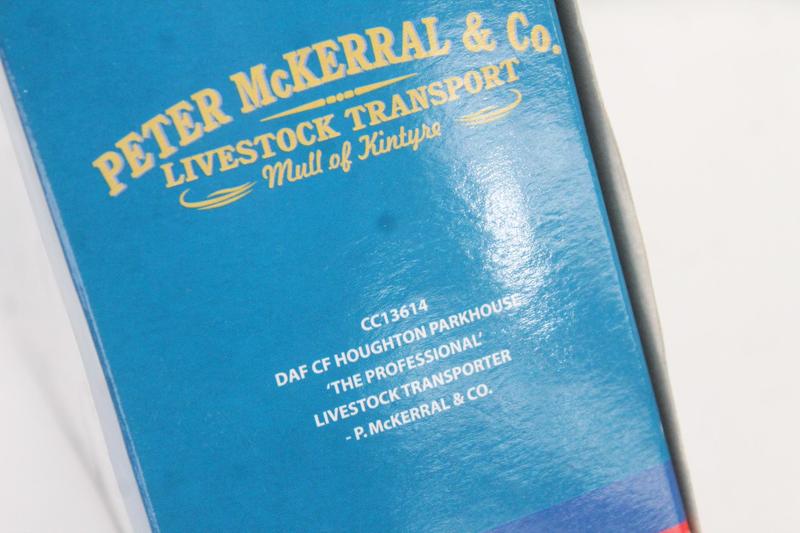 PETER McKERRAL & Co.
LIVESTOCK TRANSPORT
Mull of Kintyre
CC13614
DAF CF HOUGHTON PARKHOUSE
'THE PROFESSIONAL'
LIVESTOCK TRANSPORTER
- P. McKERRAL & CO.